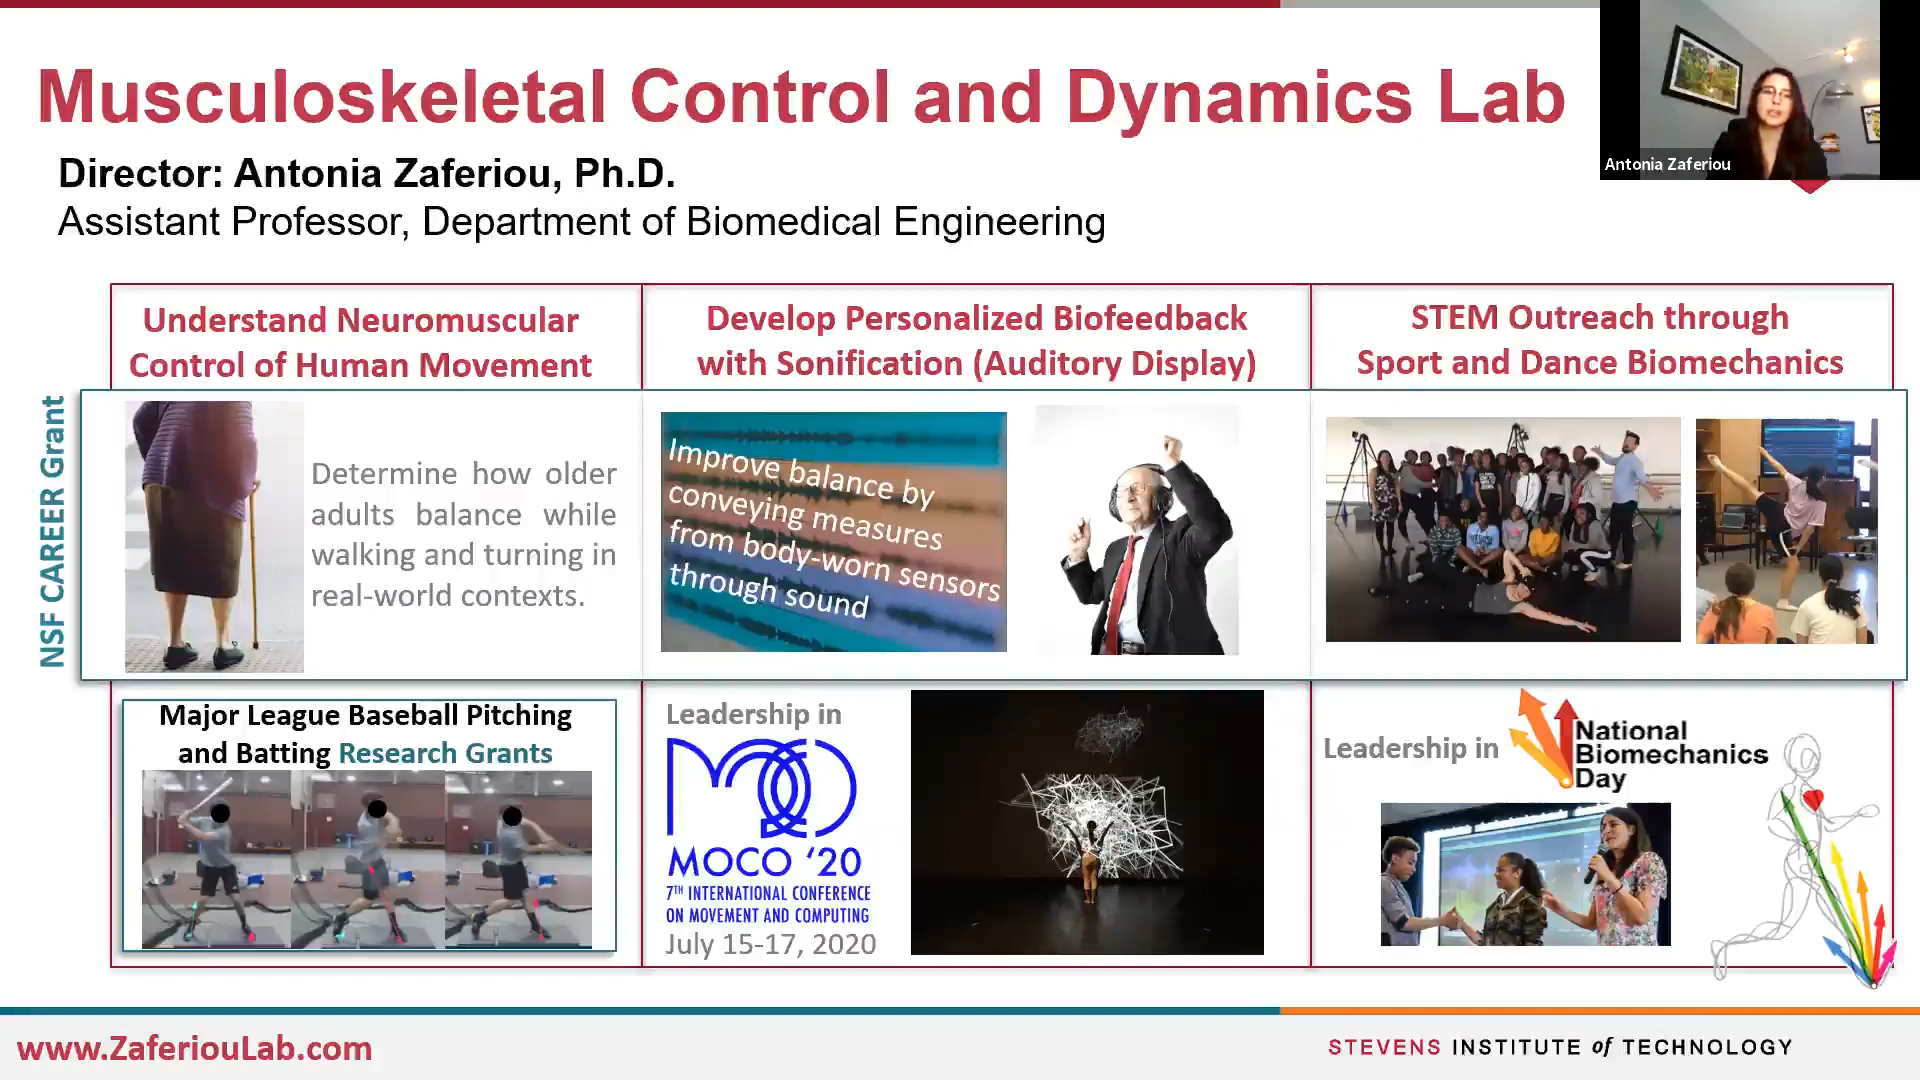 Musculoskeletal Control and Dynamics Lab
Antonia Zaferiou
Director: Antonia Zaferiou, Ph.D.
Assistant Professor, Department of Biomedical Engineering
Understand Neuromuscular
Control of Human Movement
Develop Personalized Biofeedback
with Sonification (Auditory Display)
STEM Outreach through
Sport and Dance Biomechanics
NSF CAREER Grant
Determine how older
adults balance while
walking and turning in
real-world contexts.
Improve balance by
conveying measures
from body-worn sensors
through sound
Major League Baseball Pitching
and Batting Research Grants
Leadership in
MOCO
MOCO ‘20
7TH INTERNATIONAL CONFERENCE
ON MOVEMENT AND COMPUTING
July 15-17, 2020
Leadership in
National
Biomechanics
Day
www.ZaferiouLab.com
STEVENS INSTITUTE of TECHNOLOGY